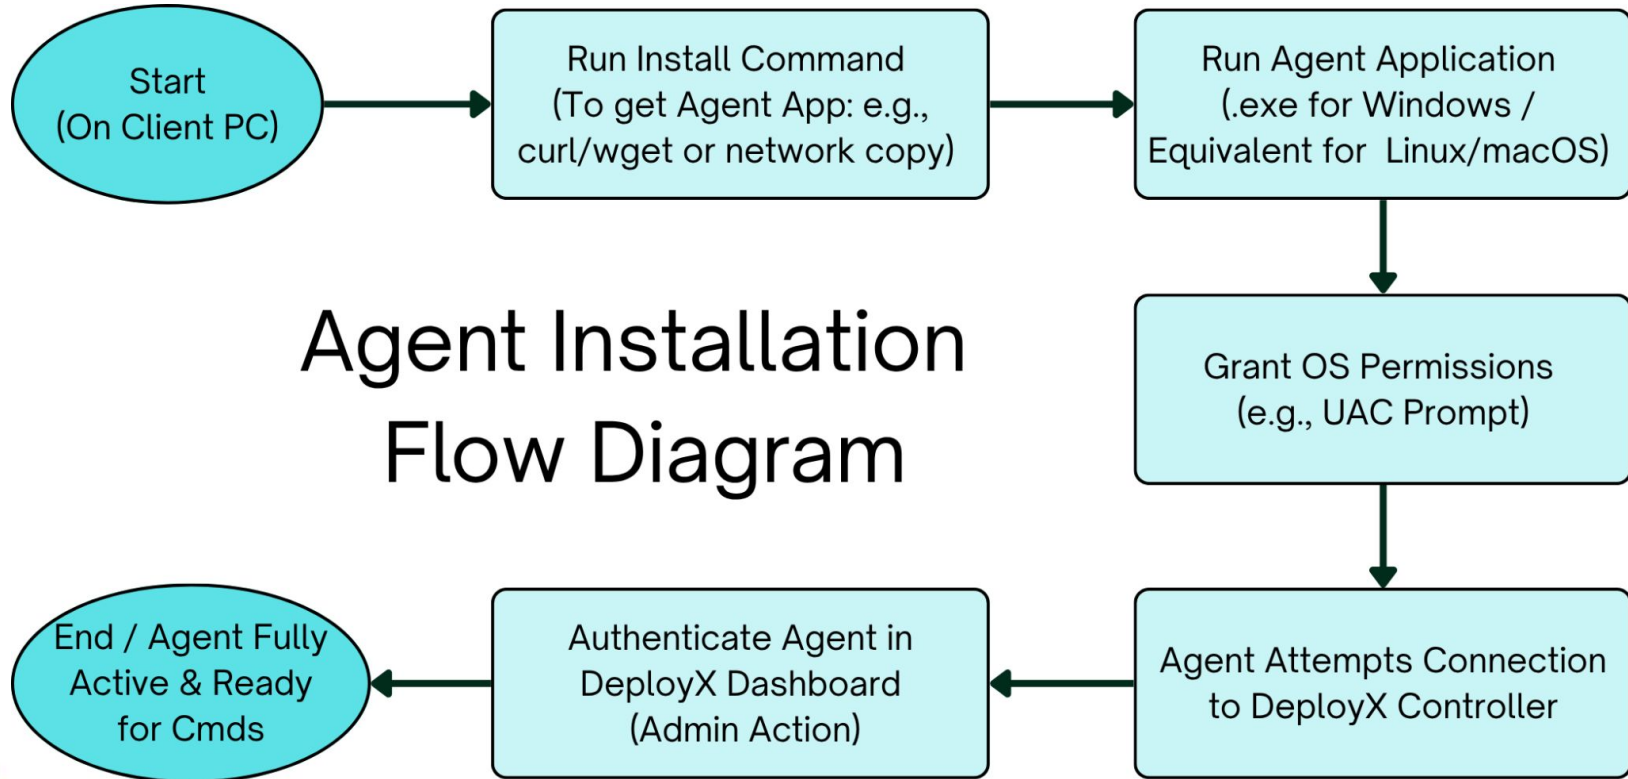 Start
(On Client PC)
Run Install Command
(To get Agent App: e.g.,
curl/wget or network copy)
Run Agent Application
(.exe for Windows /
Equivalent for Linux/macOS)
Agent Installation
Flow Diagram
Grant OS Permissions
(e.g., UAC Prompt)
Agent Attempts Connection
to DeployX Controller
Authenticate Agent in
DeployX Dashboard
(Admin Action)
End / Agent Fully
Active & Ready
for Cmds